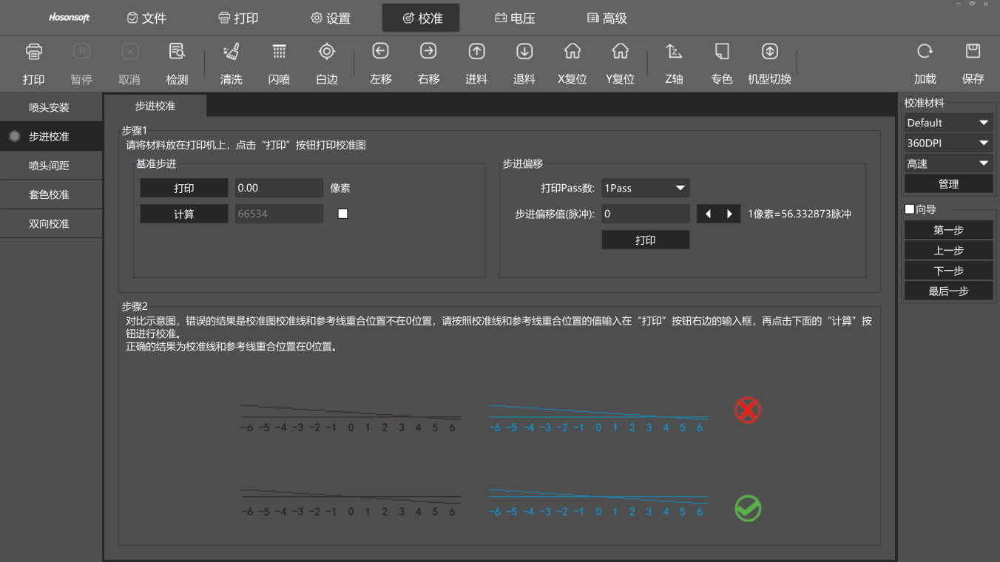 Hosonsoft
文件
打印
设置
校准
电压
高级
打印
暂停
取消
检测
清洗
闪喷
白边
左移
右移
进料
退料
X复位
Y复位
Z轴
专色
机型切换
加载
保存
喷头安装
步进校准
喷头间距
套色校准
双向校准
步进校准
步骤1
请将材料放在打印机上，点击“打印”按钮打印校准图
基准步进
打印
0.00
像素
计算
66534
步进偏移
打印Pass数:
1Pass
步进偏移值(脉冲):
0
1像素=56.332873脉冲
打印
步骤2
对比示意图，错误的结果是校准图校准线和参考线重合位置不在0位置，请按照校准线和参考线重合位置的值输入在“打印”按钮右边的输入框，再点击下面的“计算”按
钮进行校准。
正确的结果为校准线和参考线重合位置在0位置。
-6 -5 -4 -3 -2 -1 0 1 2 3 4 5 6
-6 -5 -4 -3 -2 -1 0 1 2 3 4 5 6
-6 -5 -4 -3 -2 -1 0 1 2 3 4 5 6
-6 -5 -4 -3 -2 -1 0 1 2 3 4 5 6
校准材料
Default
360DPI
高速
管理
向导
第一步
上一步
下一步
最后一步